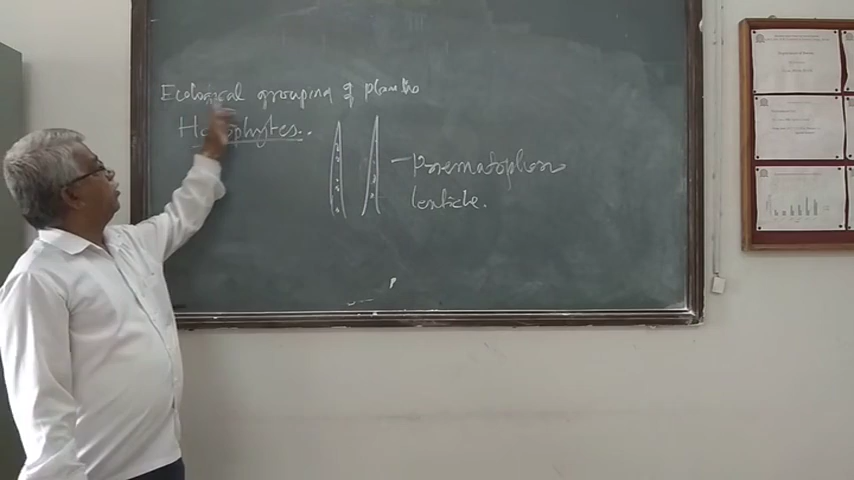 Ecological grouping of plants
Halophytes.
Pnematophore
lenticle.